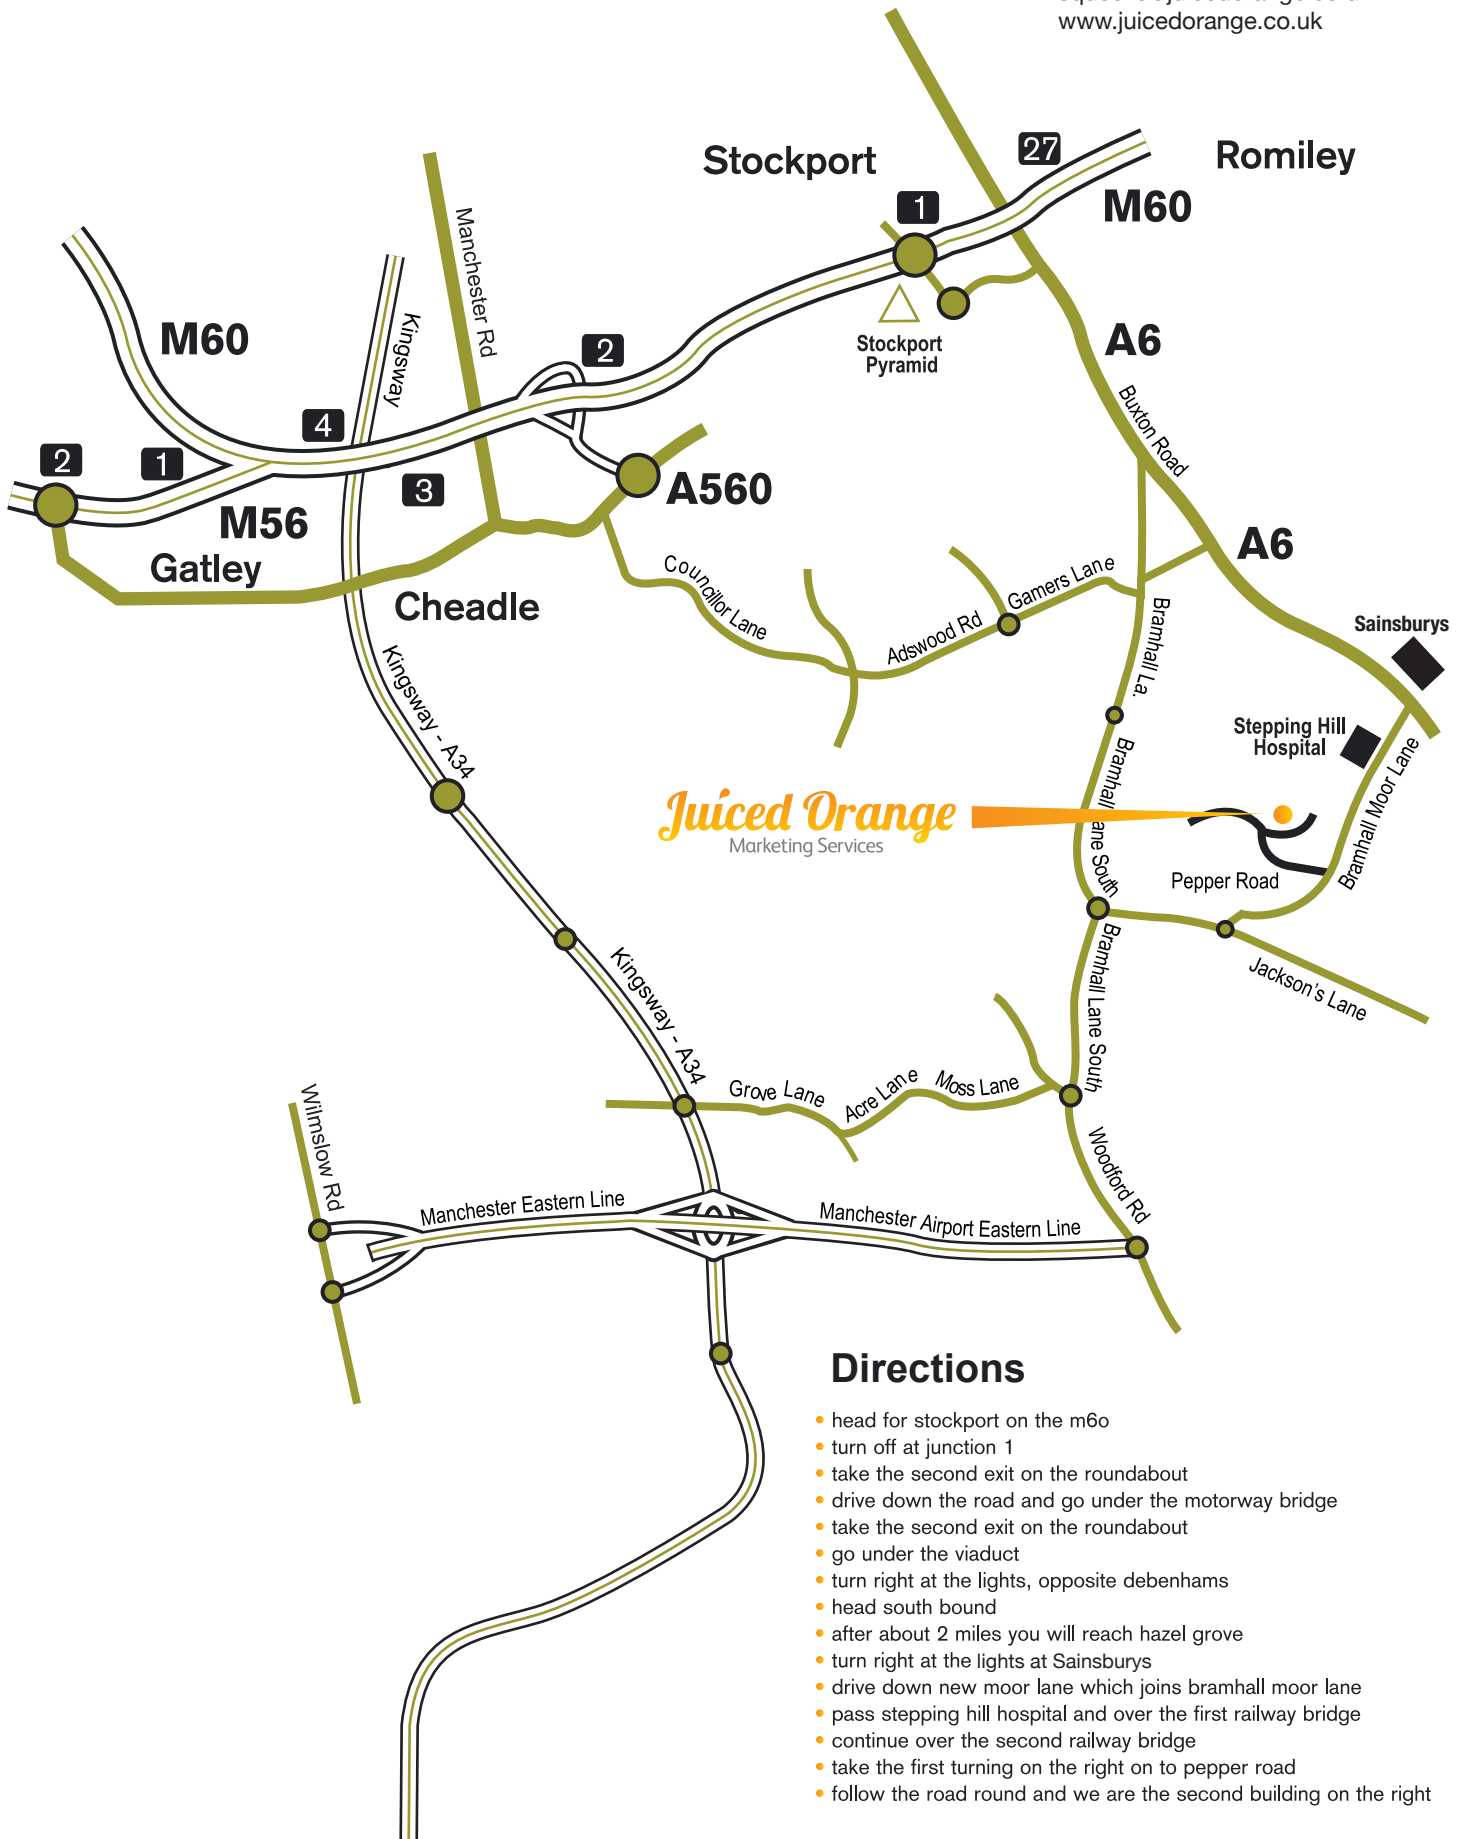 www.juicedorange.co.uk
Stockport
27
Romiley
1
M60
Manchester Rd
M60
Kingsway
2
Stockport
Pyramid
A6
Buxton Road
4
2
1
3
A560
M56
Gatley
A6
Cheadle
Councillor Lane
Adswood Rd
Gamers Lane
Bramhall La.
Sainsburys
Kingsway - A34
Stepping Hill
Hospital
Bramhall Lane South
Bramhall Moor Lane
Juiced Orange
Marketing Services
Pepper Road
Jackson's Lane
Kingsway - A34
Bramhall Lane South
Grove Lane
Acre Lane
Moss Lane
Wilmslow Rd
Woodford Rd
Manchester Eastern Line
Manchester Airport Eastern Line
Directions
• head for stockport on the m6o
• turn off at junction 1
• take the second exit on the roundabout
• drive down the road and go under the motorway bridge
• take the second exit on the roundabout
• go under the viaduct
• turn right at the lights, opposite debenhams
• head south bound
• after about 2 miles you will reach hazel grove
• turn right at the lights at Sainsburys
• drive down new moor lane which joins bramhall moor lane
• pass stepping hill hospital and over the first railway bridge
• continue over the second railway bridge
• take the first turning on the right on to pepper road
• follow the road round and we are the second building on the right